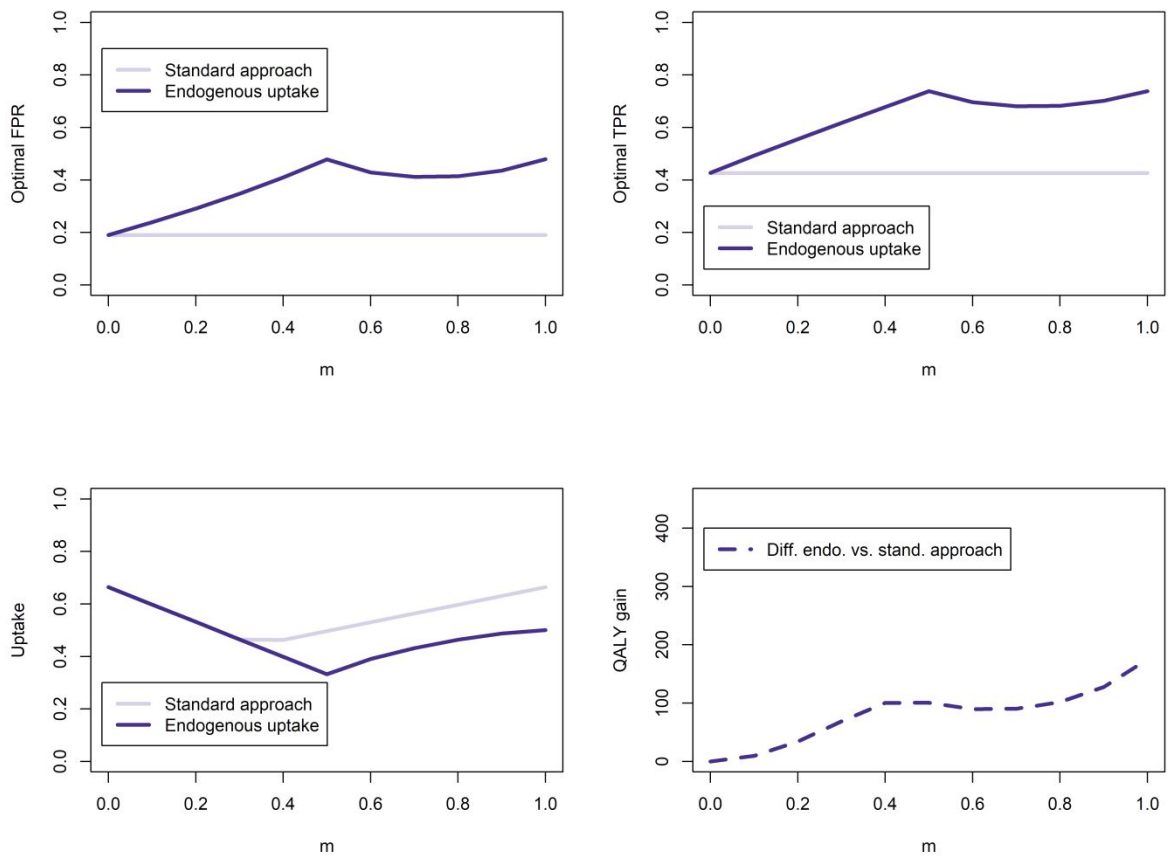 Optimal FPR
1.0
0.8
0.6
0.4
0.2
0.0
Standard approach
Endogenous uptake
0.0 0.2 0.4 0.6 0.8 1.0
m
Optimal TPR
1.0
0.8
0.6
0.4
0.2
0.0
Standard approach
Endogenous uptake
0.0 0.2 0.4 0.6 0.8 1.0
m
Uptake
1.0
0.8
0.6
0.4
0.2
0.0
Standard approach
Endogenous uptake
0.0 0.2 0.4 0.6 0.8 1.0
m
QALY gain
400
300
200
100
0
Diff. endo. vs. stand. approach
0.0 0.2 0.4 0.6 0.8 1.0
m